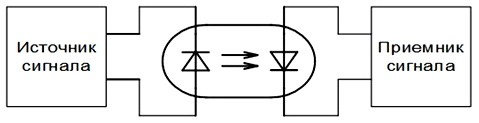 Источник
сигнала
Приемник
сигнала